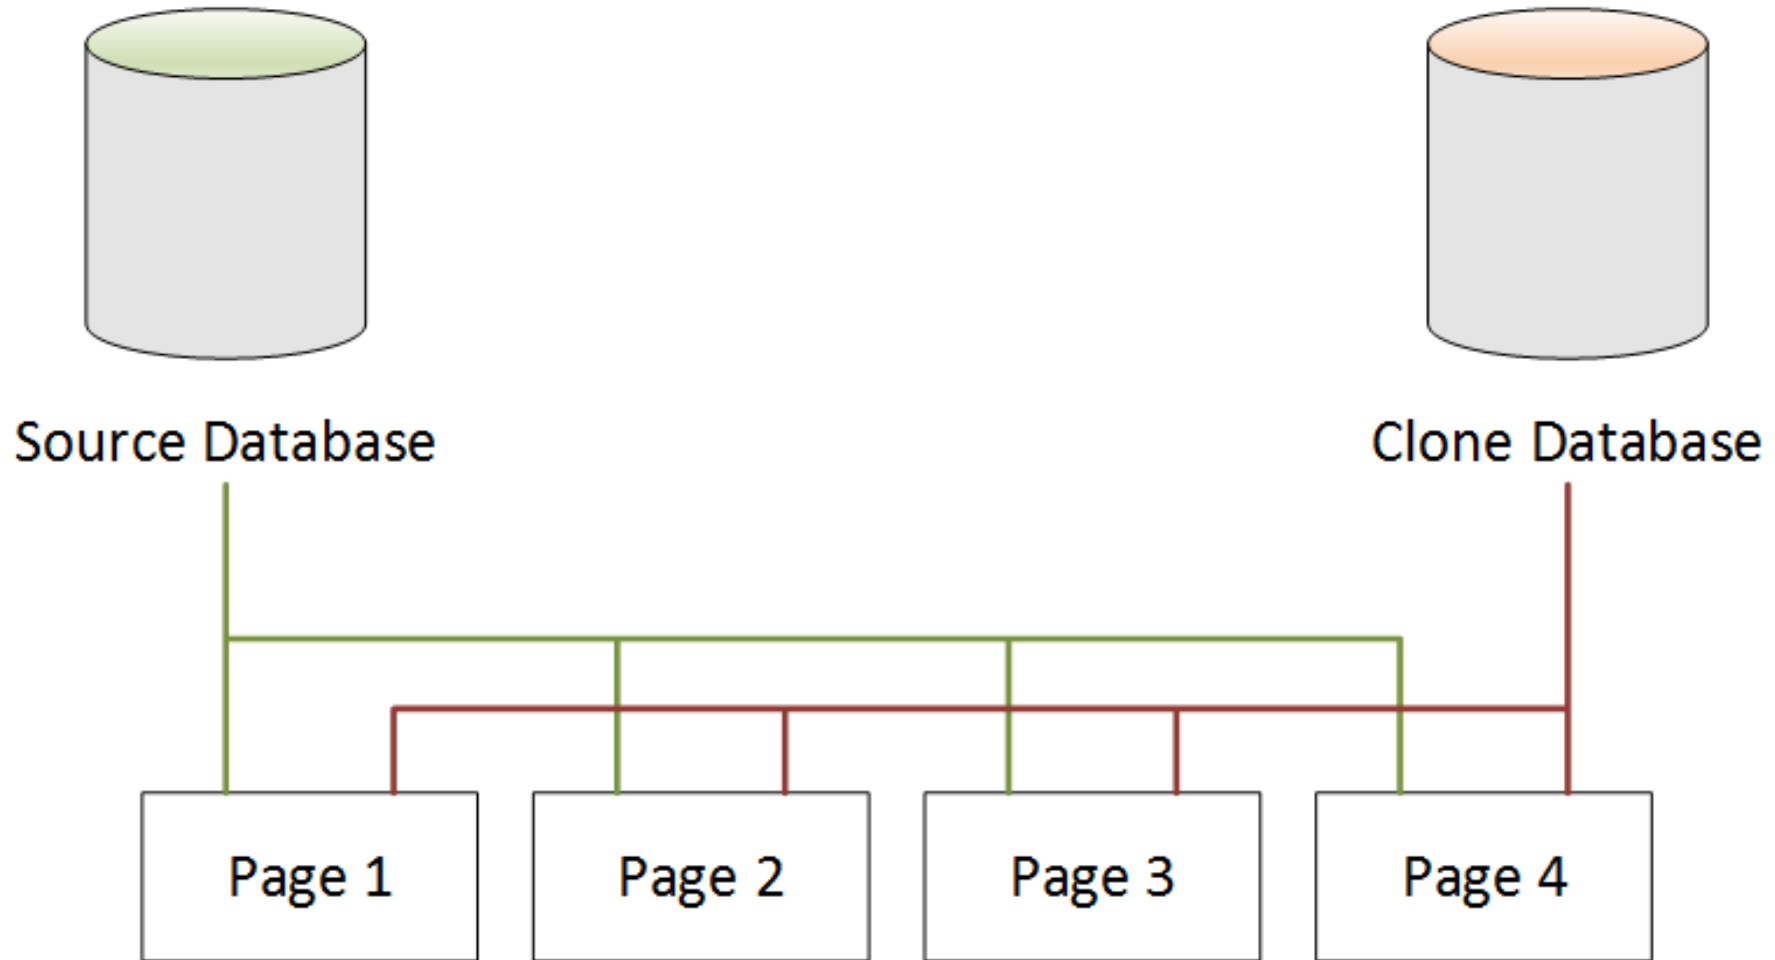 Source Database
Clone Database
Page 1
Page 2
Page 3
Page 4